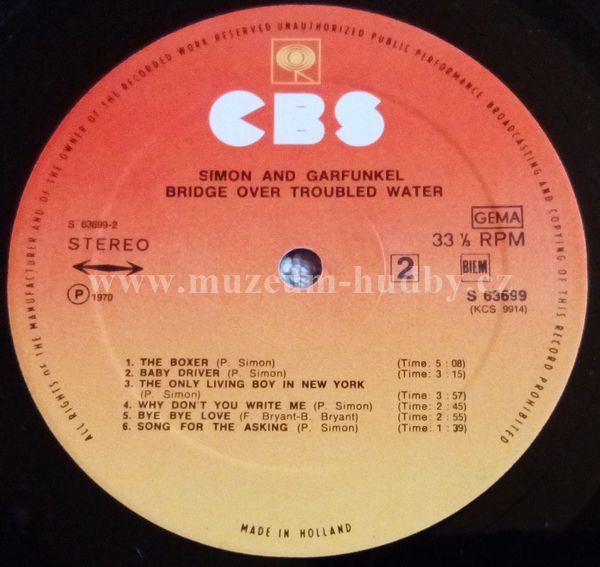 ALL RIGHTS OF THE MANUFACTURER AND OF THE OWNER OF THE RECORDED WORK RESERVED UNAUTHORIZED PUBLIC PERFORMANCE BROADCASTING AND COPYING OF THIS RECORD PROHIBITED
CBS
SIMON AND GARFUNKEL
BRIDGE OVER TROUBLED WATER
S 63699-2
STEREO
GEMA
33 ⅓ RPM
2
BIEM
www.muzeum-hudby.cz
Ⓟ 1970
S 63699
(KCS 9914)
1. THE BOXER (P. Simon) (Time: 5 : 08)
2. BABY DRIVER (P. Simon) (Time: 3 : 15)
3. THE ONLY LIVING BOY IN NEW YORK
(P. Simon) (Time: 3 : 57)
4. WHY DON'T YOU WRITE ME (P. Simon) (Time: 2 : 45)
5. BYE BYE LOVE (F. Bryant-B. Bryant) (Time: 2 : 55)
6. SONG FOR THE ASKING (P. Simon) (Time: 1 : 39)
MADE IN HOLLAND